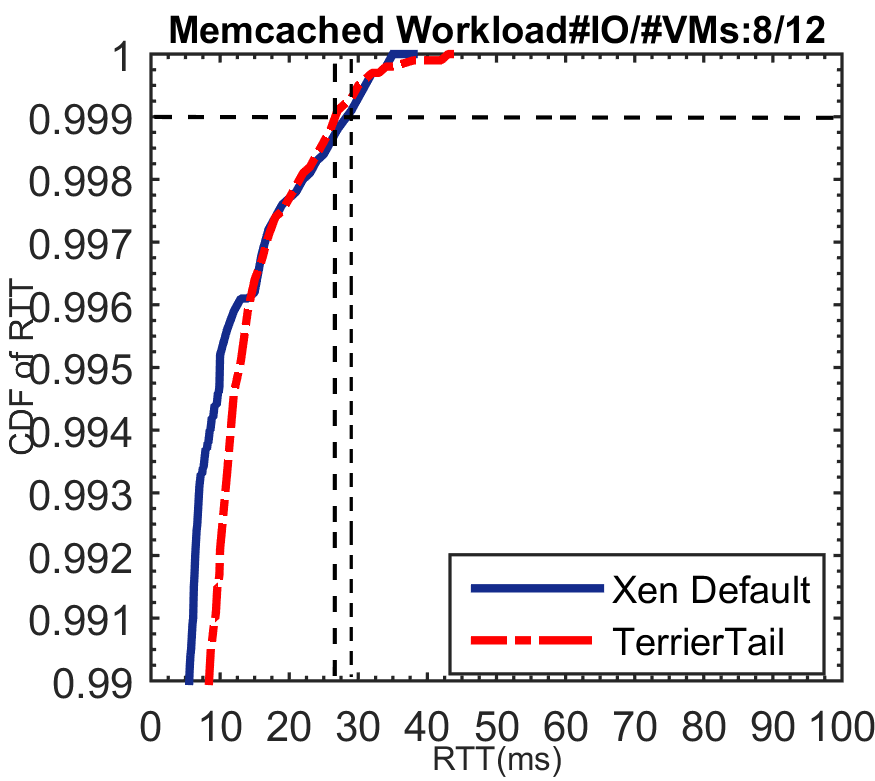 Memcached Workload#IO/#VMs:8/12
1
0.999
0.998
0.997
0.996
0.995
0.994
0.993
0.992
0.991
0.99
CDF of RTT
Xen Default
TerrierTail
0 10 20 30 40 50 60 70 80 90 100
RTT(ms)